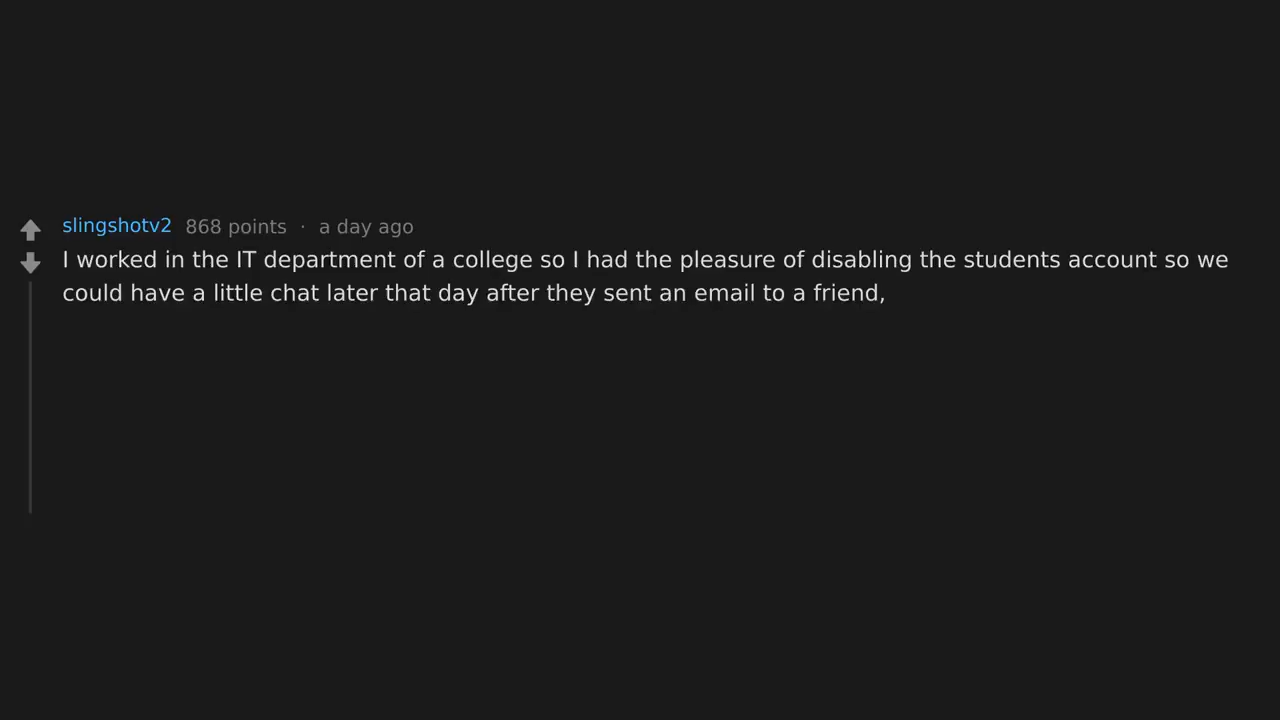 slingshotv2 868 points · a day ago
I worked in the IT department of a college so I had the pleasure of disabling the students account so we
could have a little chat later that day after they sent an email to a friend,